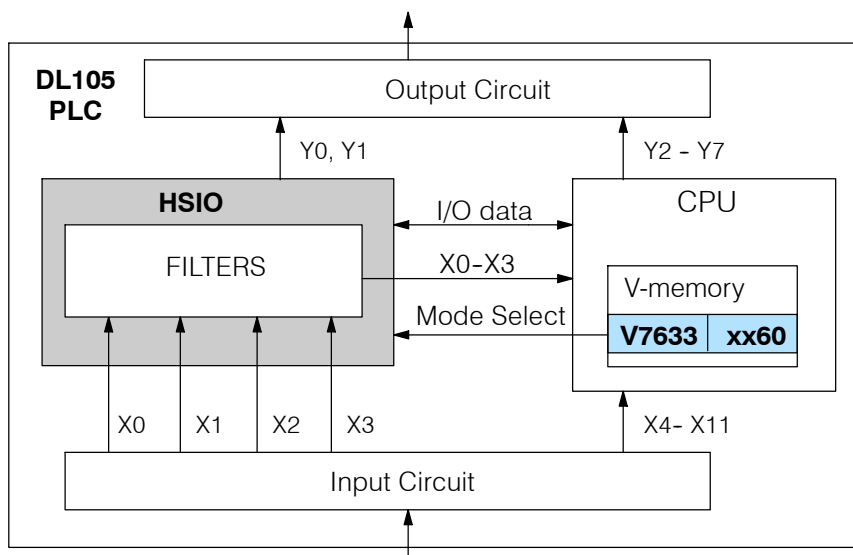 DL105
PLC
Output Circuit
Y0, Y1
Y2 - Y7
HSIO
CPU
I/O data
FILTERS
X0-X3
V-memory
Mode Select
V7633 xx60
X0 X1 X2 X3
X4- X11
Input Circuit